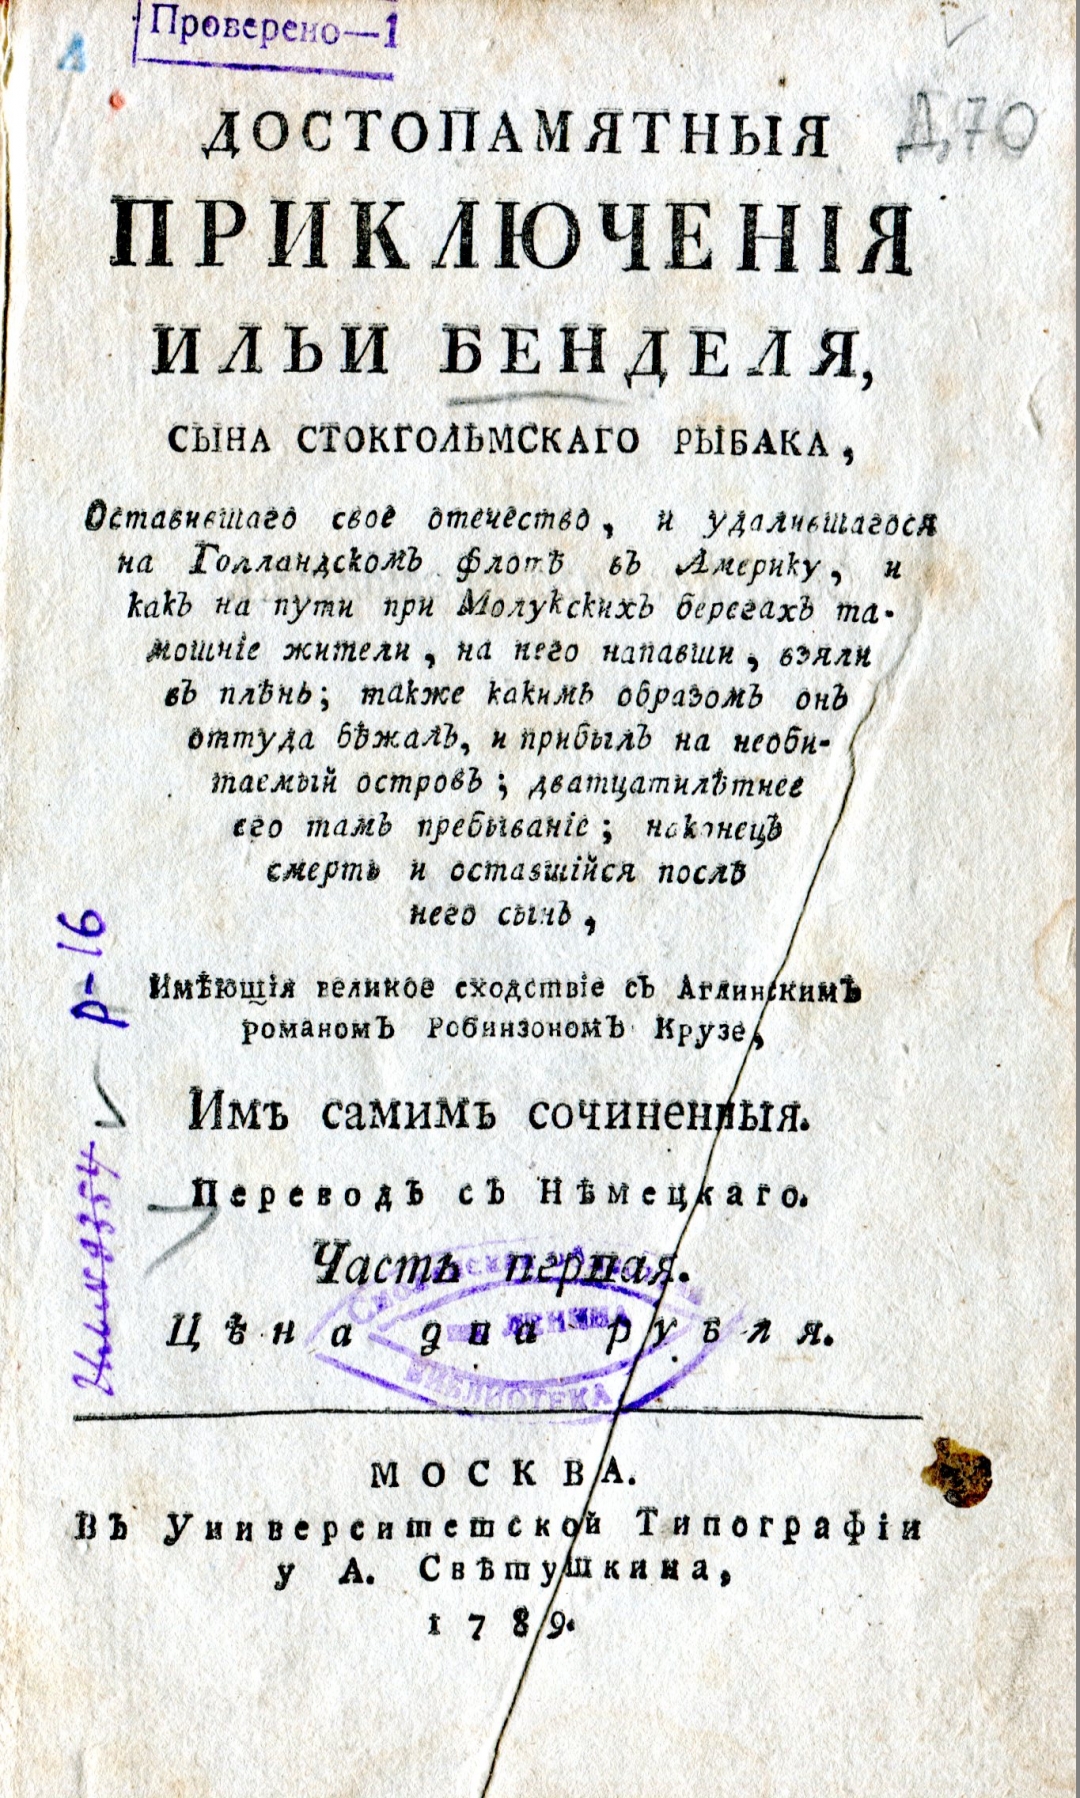 Проверено—1
Д,70
ДОСТОПАМЯТНЫЯ
ПРИКЛЮЧЕНІЯ
ИЛЬИ БЕНДЕЛЯ,
СЫНА СТОКГОЛЬМСКАГО РЫБАКА,
Оставившаго свое отечество, и удалившагося
на Голландскомъ флотѣ въ Америку, и
какъ на пути при Молукскихъ берегахъ та-
мошніе жители, на него напавши, взяли
въ плѣнъ; также какимъ образомъ онъ
оттуда бѣжалъ, и прибылъ на необи-
таемый островъ; дватцатилѣтнее
его тамъ пребываніе; наконецъ
смерть и оставшійся послѣ
него сынъ,
Имѣющія великое сходствіе съ Аглинскимъ
романомъ Робинзономъ Крузе,
Имъ самимъ сочиненныя.
Переводъ съ Нѣмецкаго.
Часть первая.
Цѣна два рубля.
ЛЕНИНА
БИБЛИОТЕКА
МОСКВА.
Въ Университетской Типографіи
у А. Свѣтушкина,
1789.
р-16